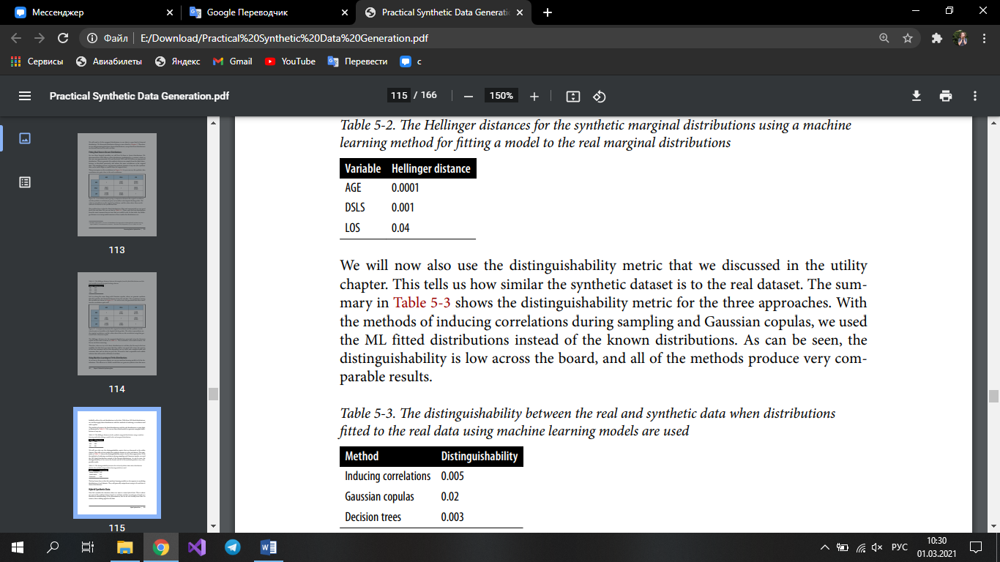 Мессенджер
Google Переводчик
Practical Synthetic Data Generati
Файл
E:/Download/Practical%20Synthetic%20Data%20Generation.pdf
Сервисы
Авиабилеты
Яндекс
Gmail
YouTube
Перевести
с
Practical Synthetic Data Generation.pdf
115 / 166
150%
113
114
115
Table 5-2. The Hellinger distances for the synthetic marginal distributions using a machine
learning method for fitting a model to the real marginal distributions
Variable Hellinger distance
AGE 0.0001
DSLS 0.001
LOS 0.04
We will now also use the distinguishability metric that we discussed in the utility
chapter. This tells us how similar the synthetic dataset is to the real dataset. The sum-
mary in Table 5-3 shows the distinguishability metric for the three approaches. With
the methods of inducing correlations during sampling and Gaussian copulas, we used
the ML fitted distributions instead of the known distributions. As can be seen, the
distinguishability is low across the board, and all of the methods produce very com-
parable results.
Table 5-3. The distinguishability between the real and synthetic data when distributions
fitted to the real data using machine learning models are used
Method Distinguishability
Inducing correlations 0.005
Gaussian copulas 0.02
Decision trees 0.003
РУС
10:30
01.03.2021